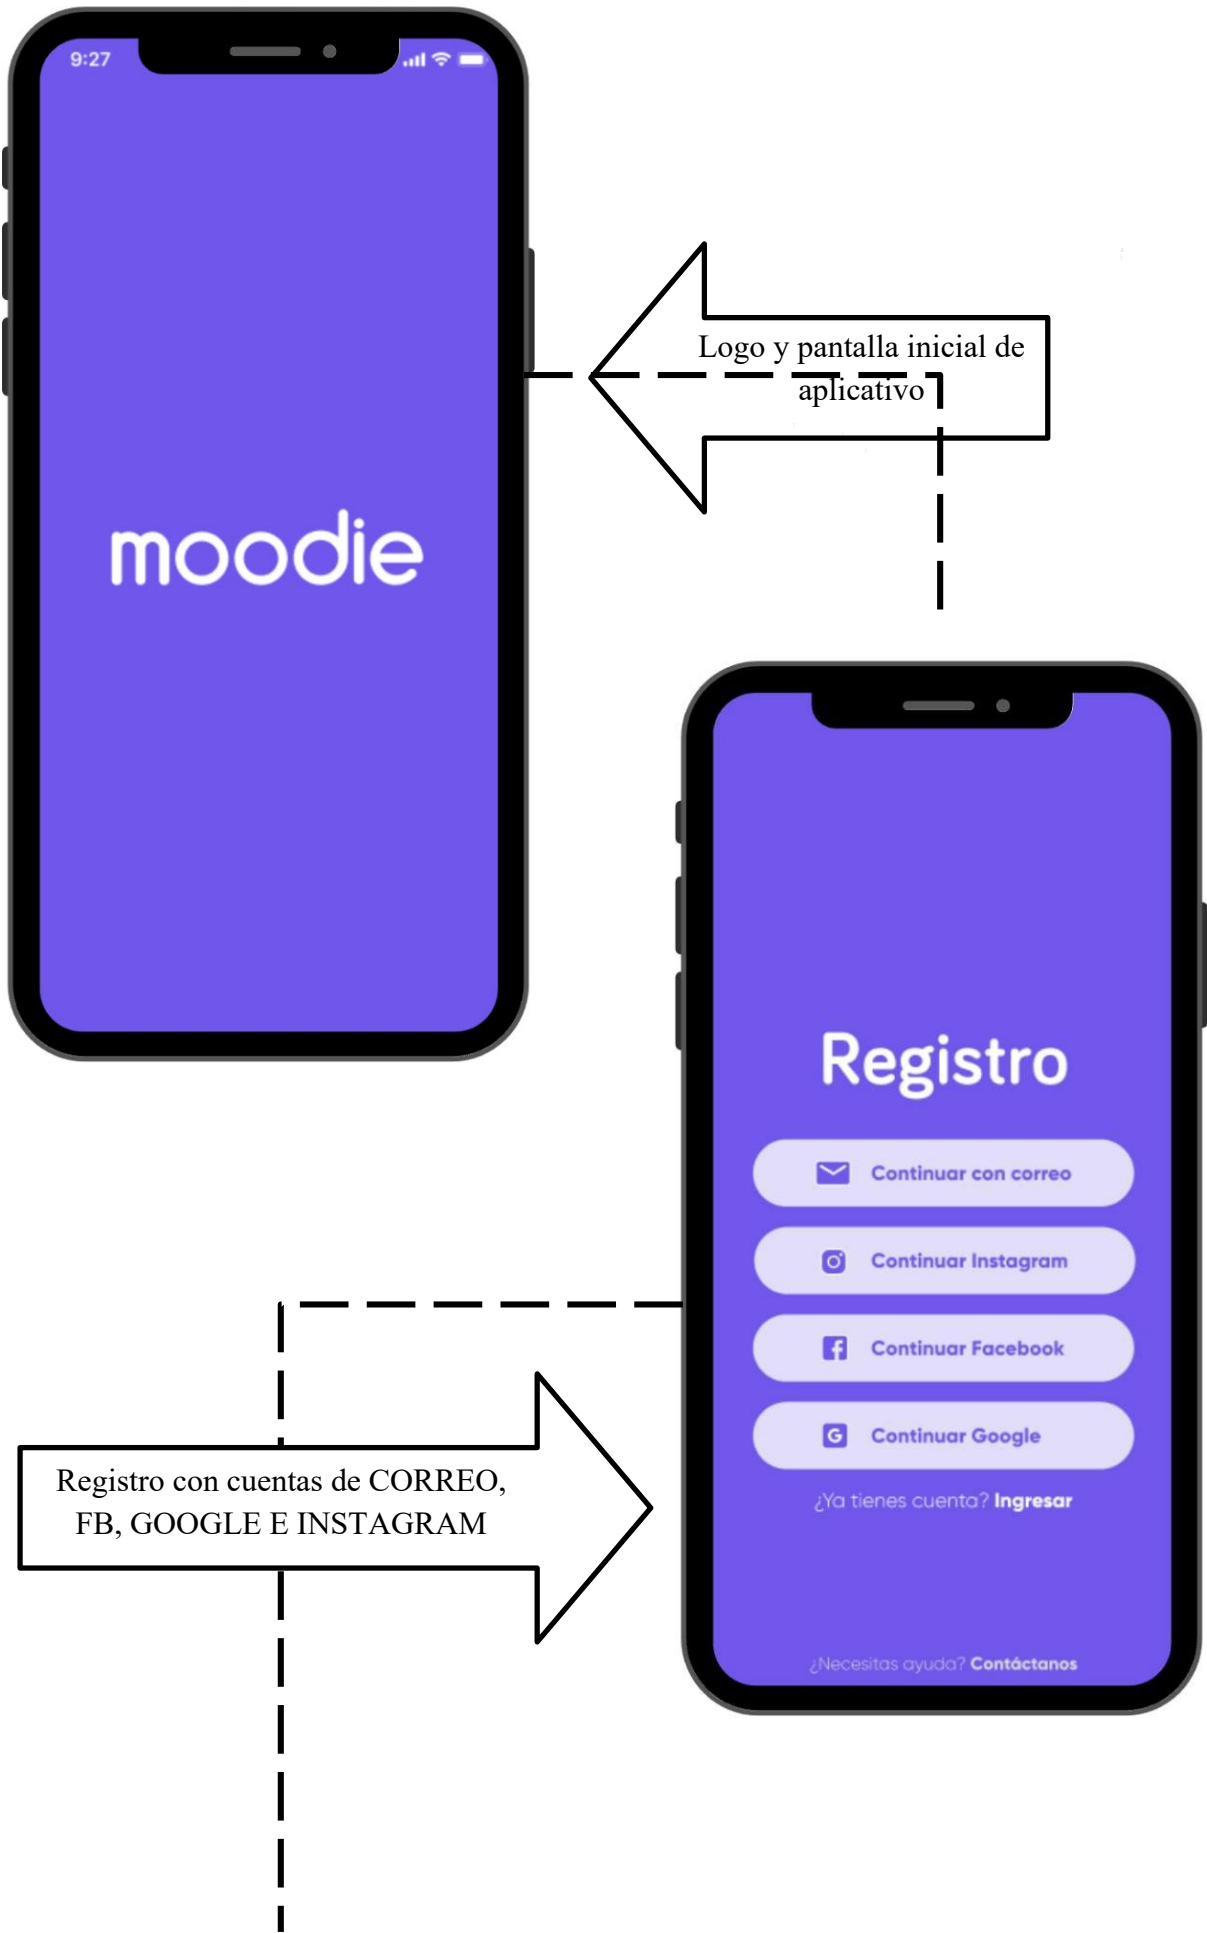 9:27
Logo y pantalla inicial de
aplicativo
moodie
Registro
Continuar con correo
Continuar Instagram
Continuar Facebook
Continuar Google
¿Ya tienes cuenta? Ingresar
Registro con cuentas de CORREO,
FB, GOOGLE E INSTAGRAM
¿Necesitas ayuda? Contáctanos